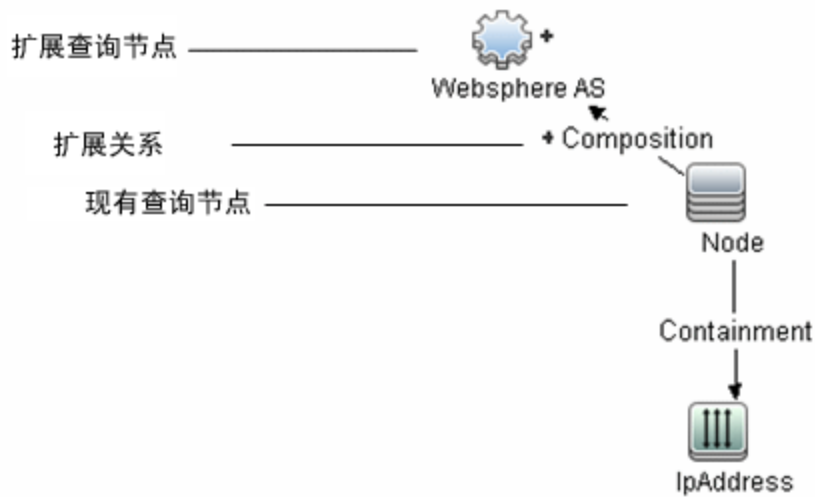 扩展查询节点
Websphere AS
扩展关系
Composition
现有查询节点
Node
Containment
IpAddress